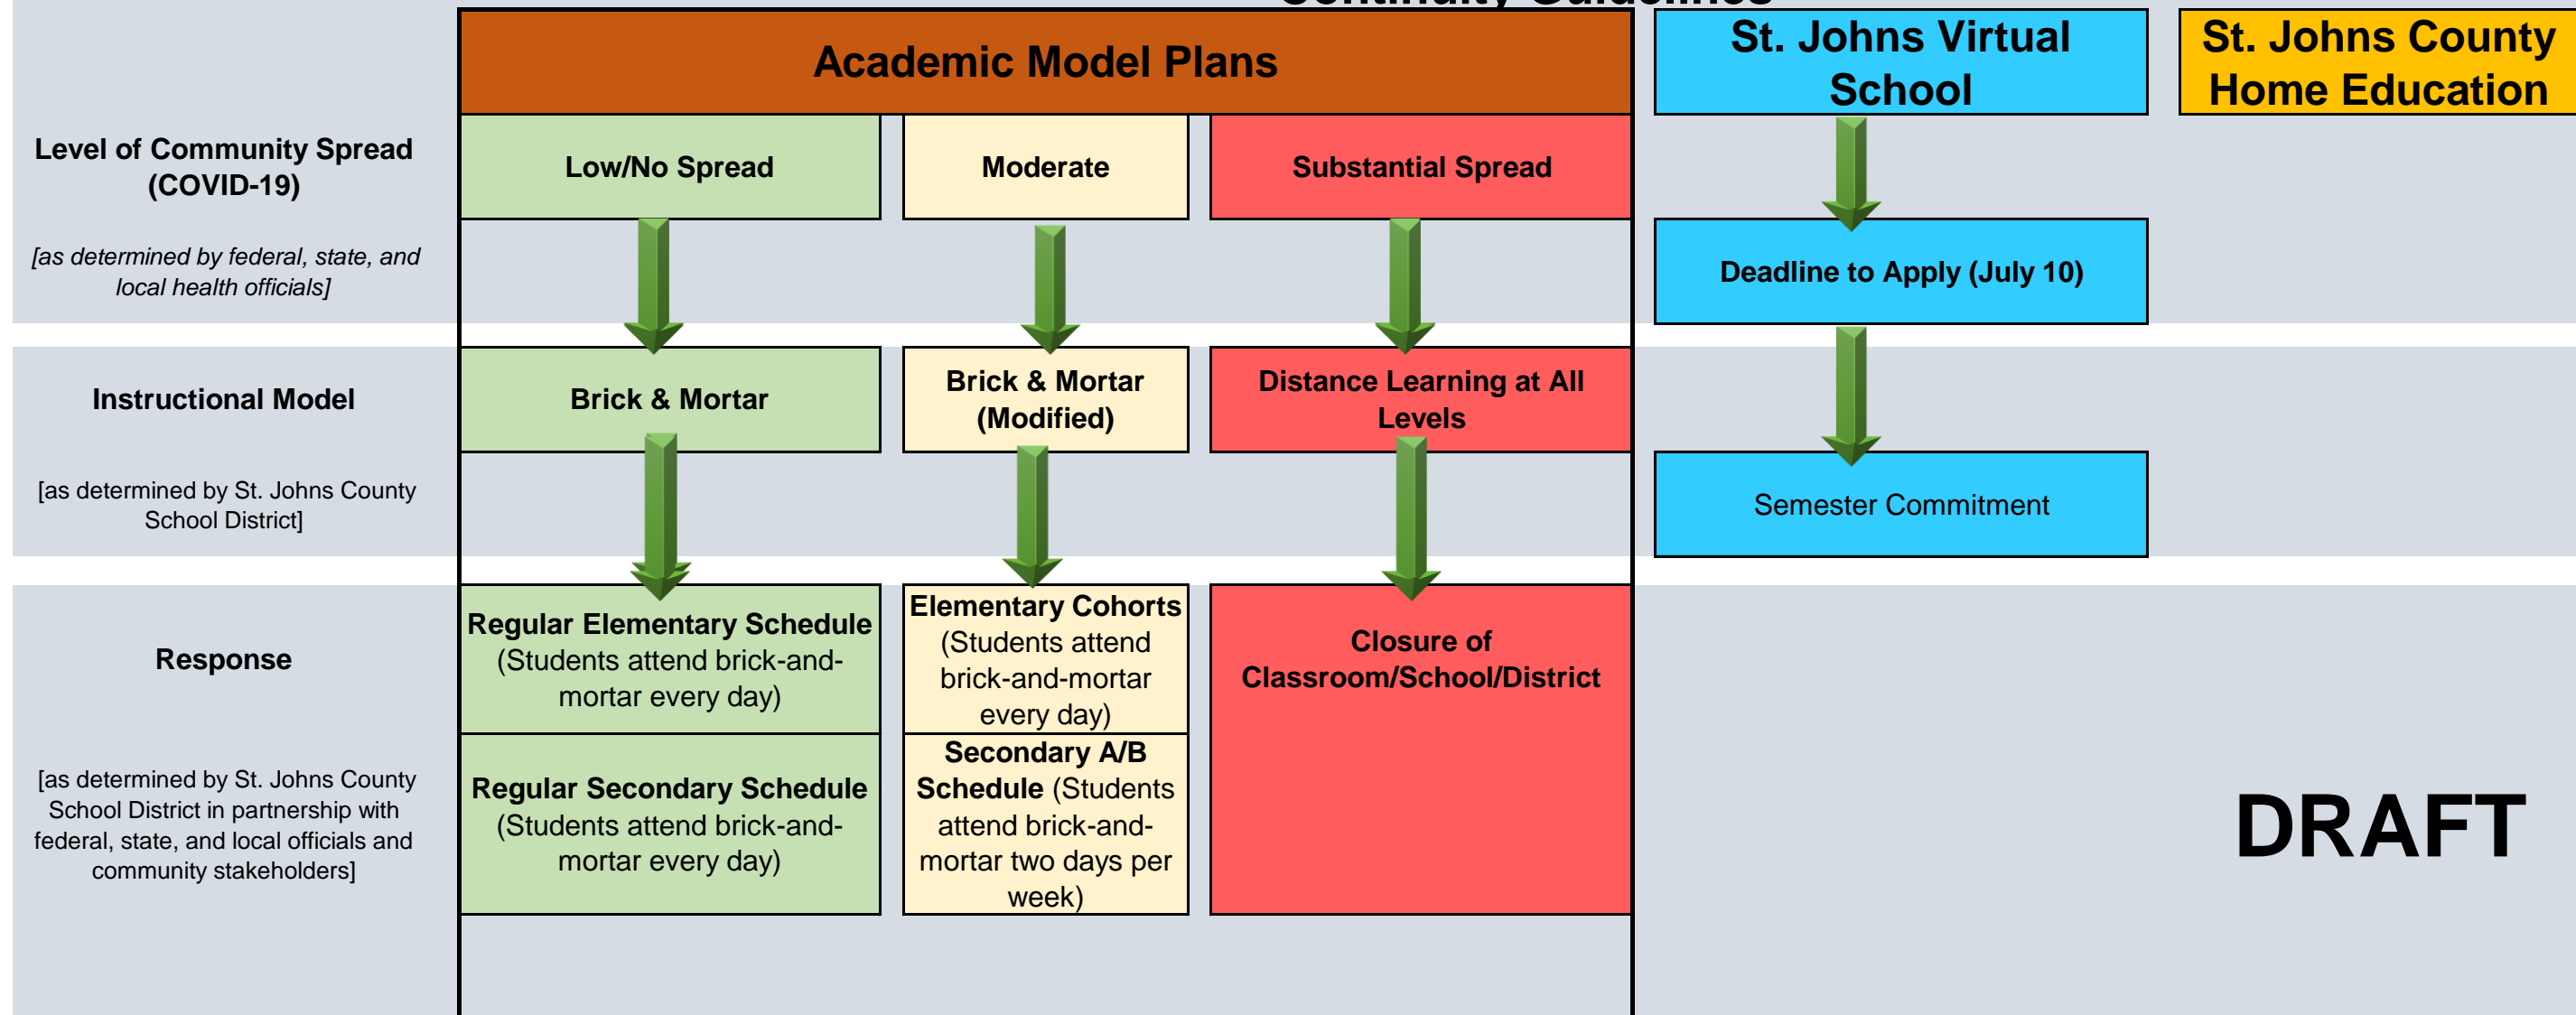 Continuity Guidelines
Academic Model Plans
St. Johns Virtual
School
St. Johns County
Home Education
Level of Community Spread
(COVID-19)
[as determined by federal, state, and
local health officials]
Low/No Spread
Moderate
Substantial Spread
Deadline to Apply (July 10)
Instructional Model
[as determined by St. Johns County
School District]
Brick & Mortar
Brick & Mortar
(Modified)
Distance Learning at All
Levels
Semester Commitment
Response
[as determined by St. Johns County
School District in partnership with
federal, state, and local officials and
community stakeholders]
Regular Elementary Schedule
(Students attend brick-and-
mortar every day)
Regular Secondary Schedule
(Students attend brick-and-
mortar every day)
Elementary Cohorts
(Students attend
brick-and-mortar
every day)
Secondary A/B
Schedule (Students
attend brick-and-
mortar two days per
week)
Closure of
Classroom/School/District
DRAFT